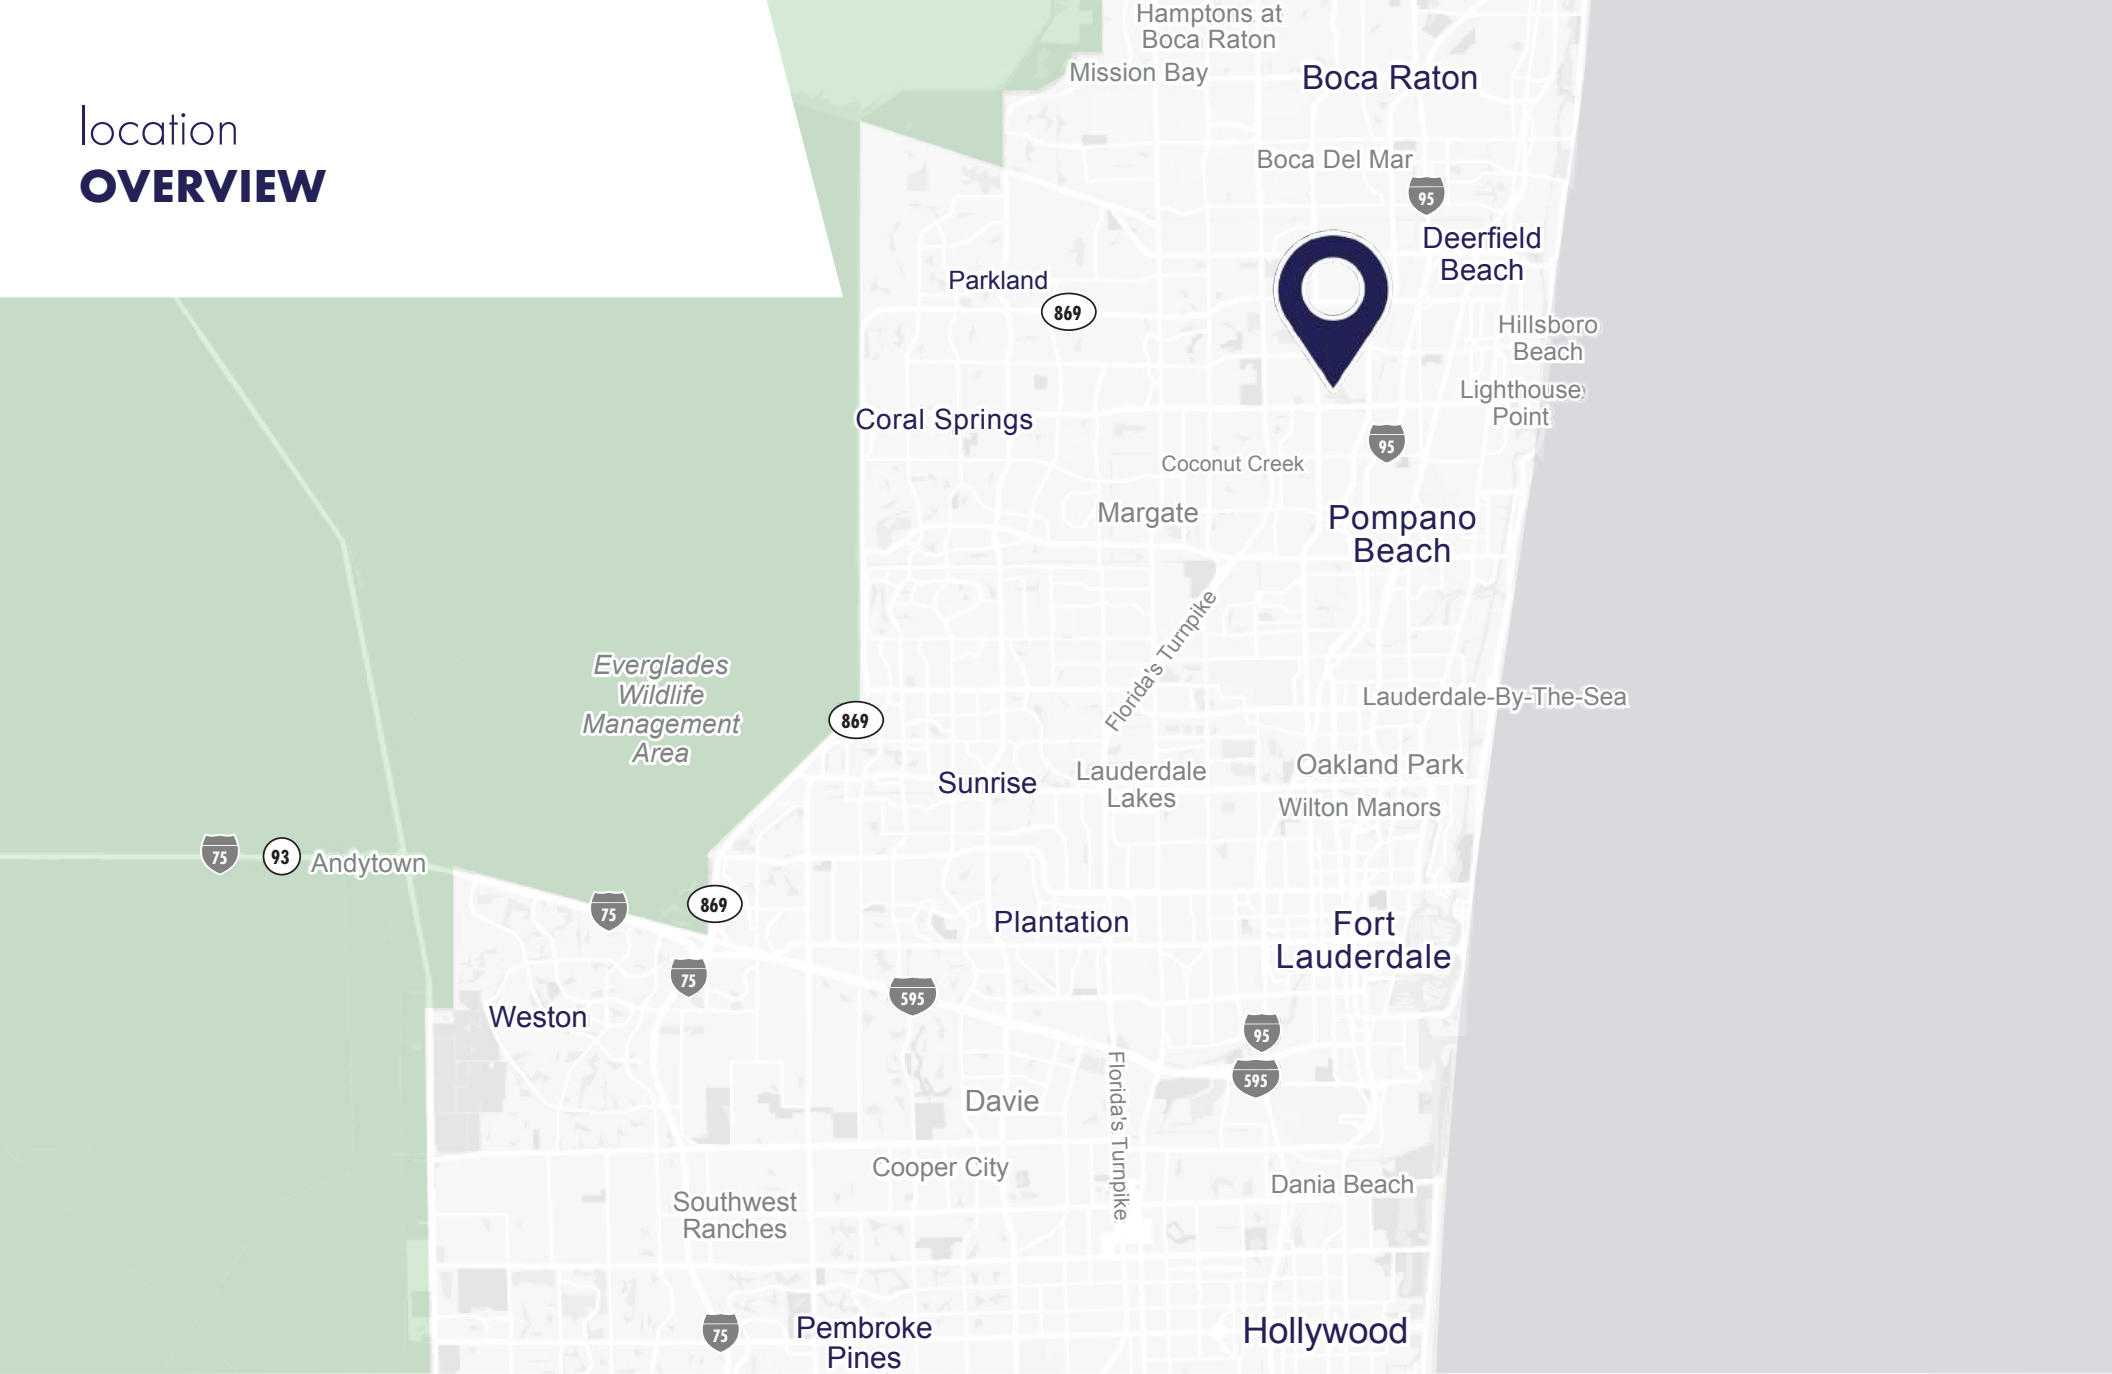 location
OVERVIEW
Hamptons at
Boca Raton
Mission Bay
Boca Raton
Boca Del Mar
95
Deerfield
Beach
Parkland
869
Hillsboro
Beach
Lighthouse
Point
Coral Springs
95
Coconut Creek
Margate
Pompano
Beach
Florida's Turnpike
Everglades
Wildlife
Management
Area
869
Lauderdale-By-The-Sea
Sunrise
Lauderdale
Lakes
Oakland Park
Wilton Manors
75
93
Andytown
75
869
Plantation
Fort
Lauderdale
75
595
Weston
95
595
Florida's Turnpike
Davie
Cooper City
Dania Beach
Southwest
Ranches
75
Pembroke
Pines
Hollywood